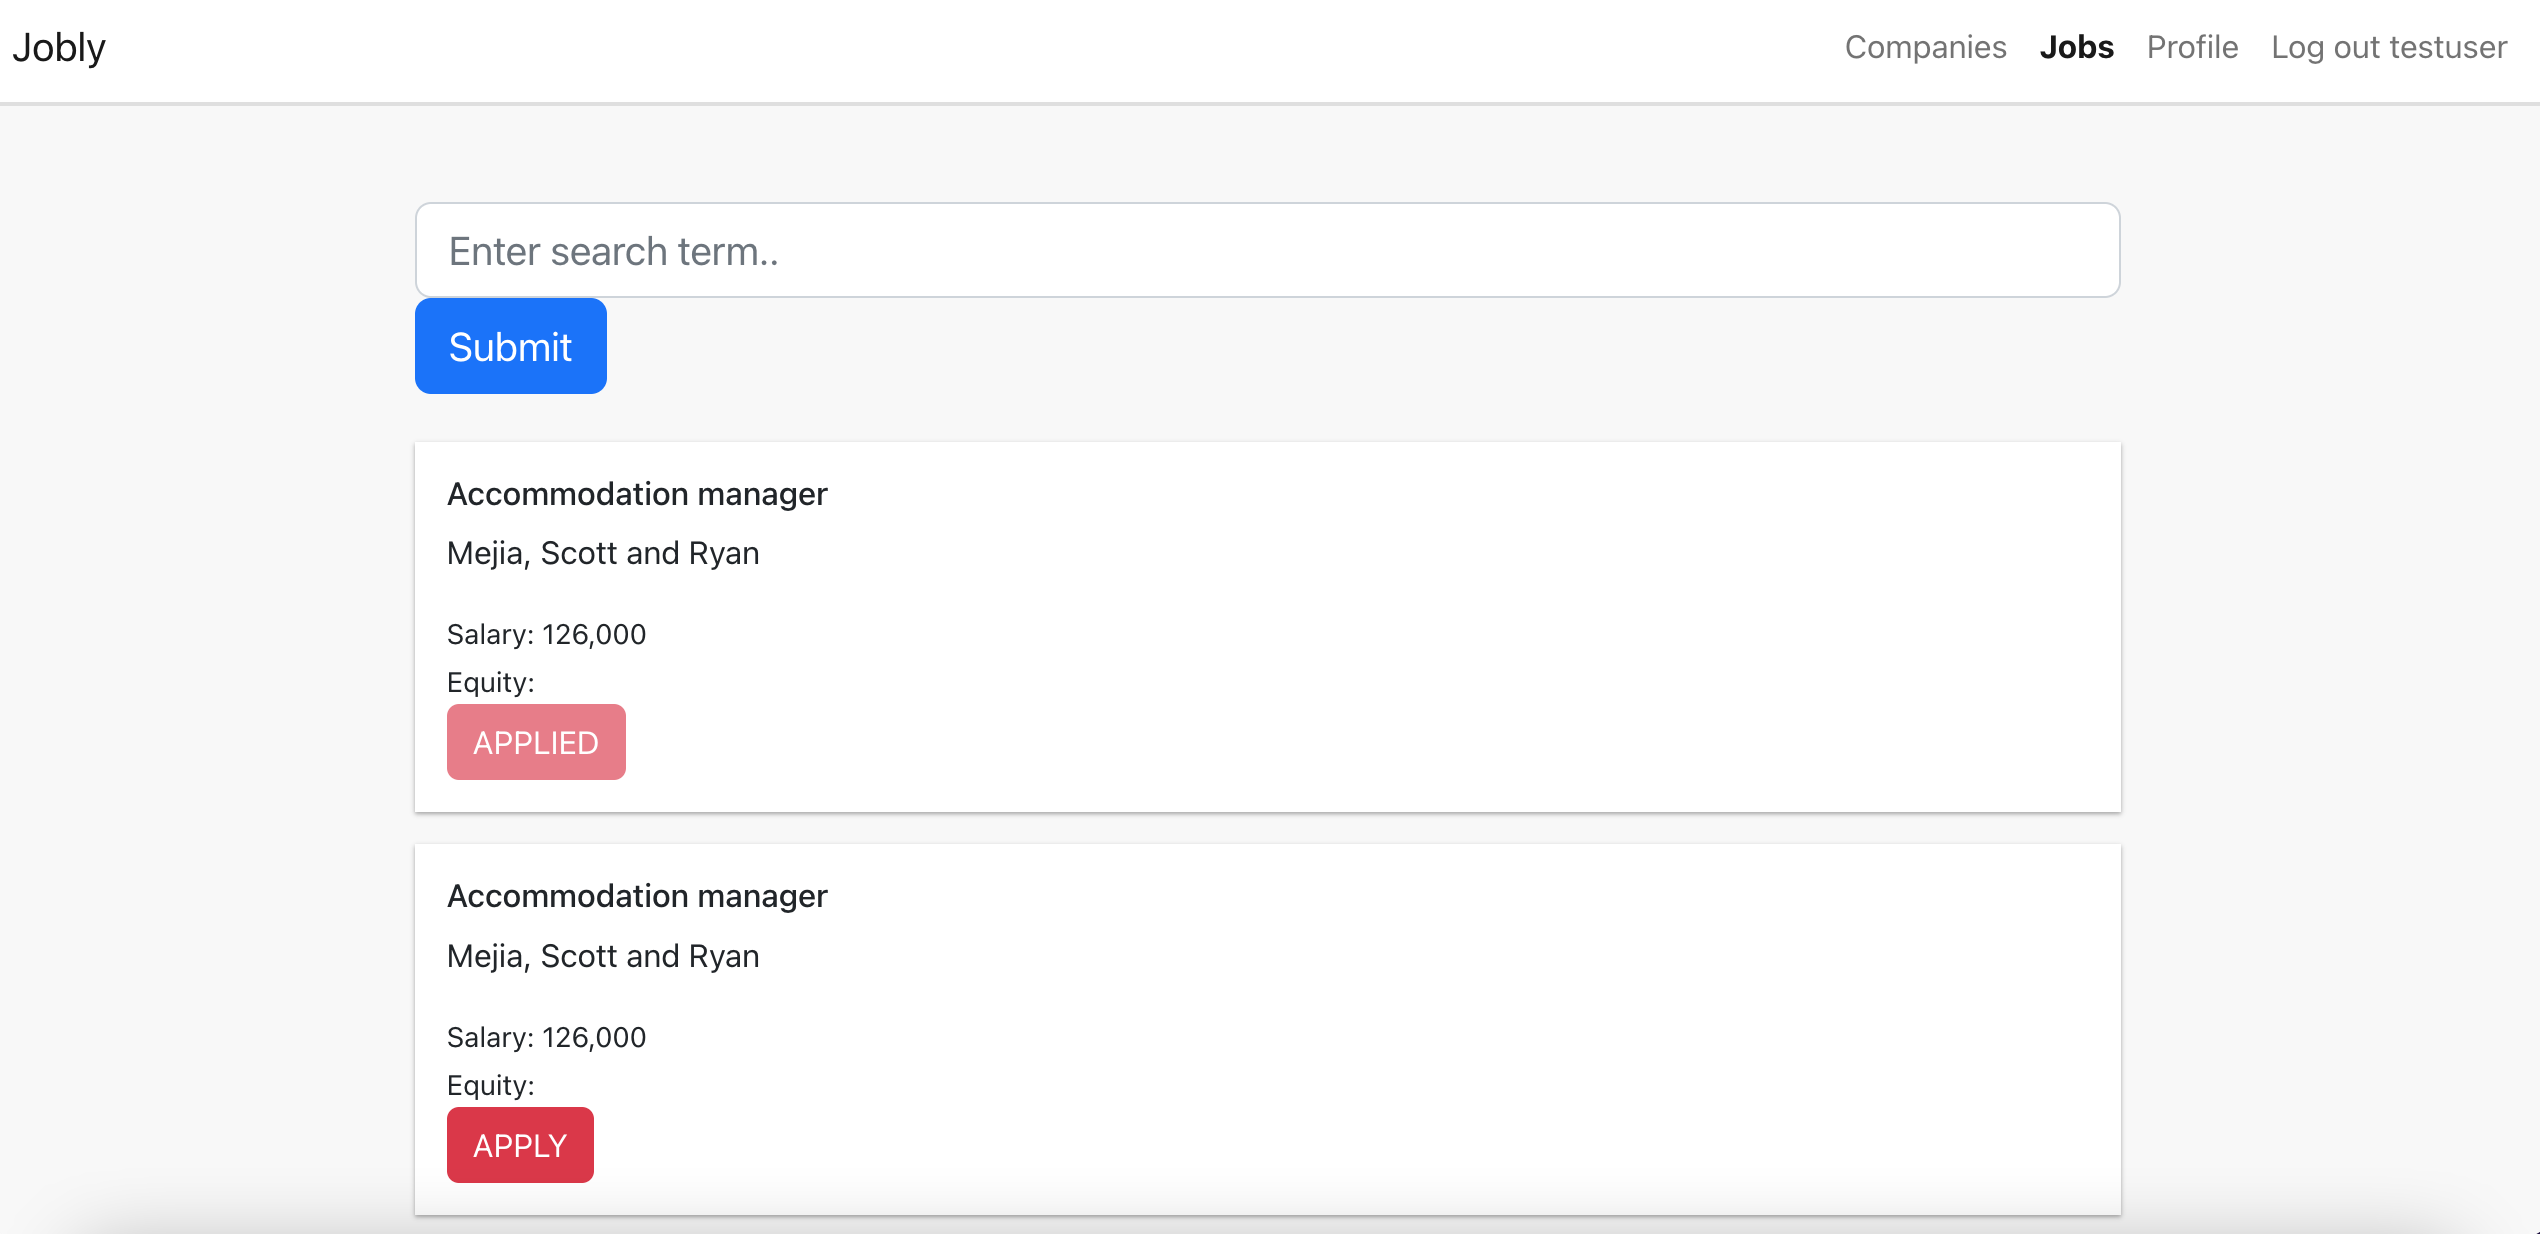 Jobly
Companies Jobs Profile Log out testuser
Enter search term..
Submit
Accommodation manager
Mejia, Scott and Ryan
Salary: 126,000
Equity:
APPLIED
Accommodation manager
Mejia, Scott and Ryan
Salary: 126,000
Equity:
APPLY